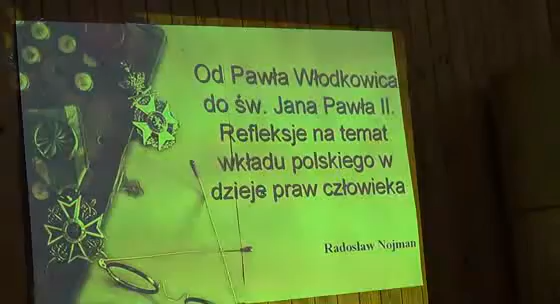 Od Pawła Włodkowica
do św. Jana Pawła II.
Refleksje na temat
wkładu polskiego w
dzieje praw człowieka
Radosław Nojman